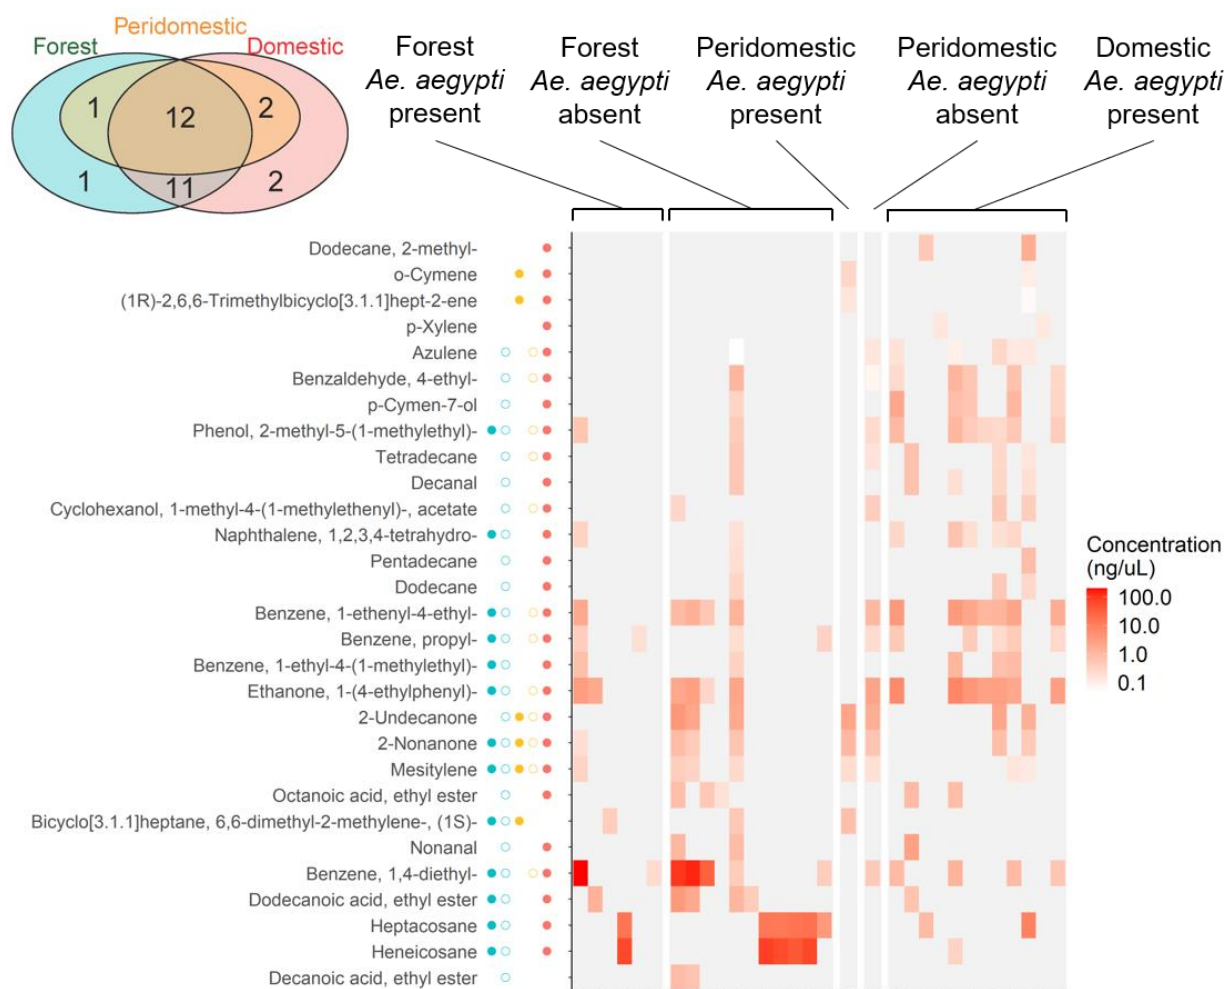 Peridomestic
Forest
Domestic
1
12
2
1
11
2
Forest
Ae. aegypti
present
Forest
Ae. aegypti
absent
Peridomestic
Ae. aegypti
present
Peridomestic
Ae. aegypti
absent
Domestic
Ae. aegypti
present
Dodecane, 2-methyl-
o-Cymene
(1R)-2,6,6-Trimethylbicyclo[3.1.1]hept-2-ene
p-Xylene
Azulene
Benzaldehyde, 4-ethyl-
p-Cymen-7-ol
Phenol, 2-methyl-5-(1-methylethyl)-
Tetradecane
Decanal
Cyclohexanol, 1-methyl-4-(1-methylethenyl)-, acetate
Naphthalene, 1,2,3,4-tetrahydro-
Pentadecane
Dodecane
Benzene, 1-ethenyl-4-ethyl-
Benzene, propyl-
Benzene, 1-ethyl-4-(1-methylethyl)-
Ethanone, 1-(4-ethylphenyl)-
2-Undecanone
2-Nonanone
Mesitylene
Octanoic acid, ethyl ester
Bicyclo[3.1.1]heptane, 6,6-dimethyl-2-methylene-, (1S)-
Nonanal
Benzene, 1,4-diethyl-
Dodecanoic acid, ethyl ester
Heptacosane
Heneicosane
Decanoic acid, ethyl ester
Concentration
(ng/uL)
100.0
10.0
1.0
0.1